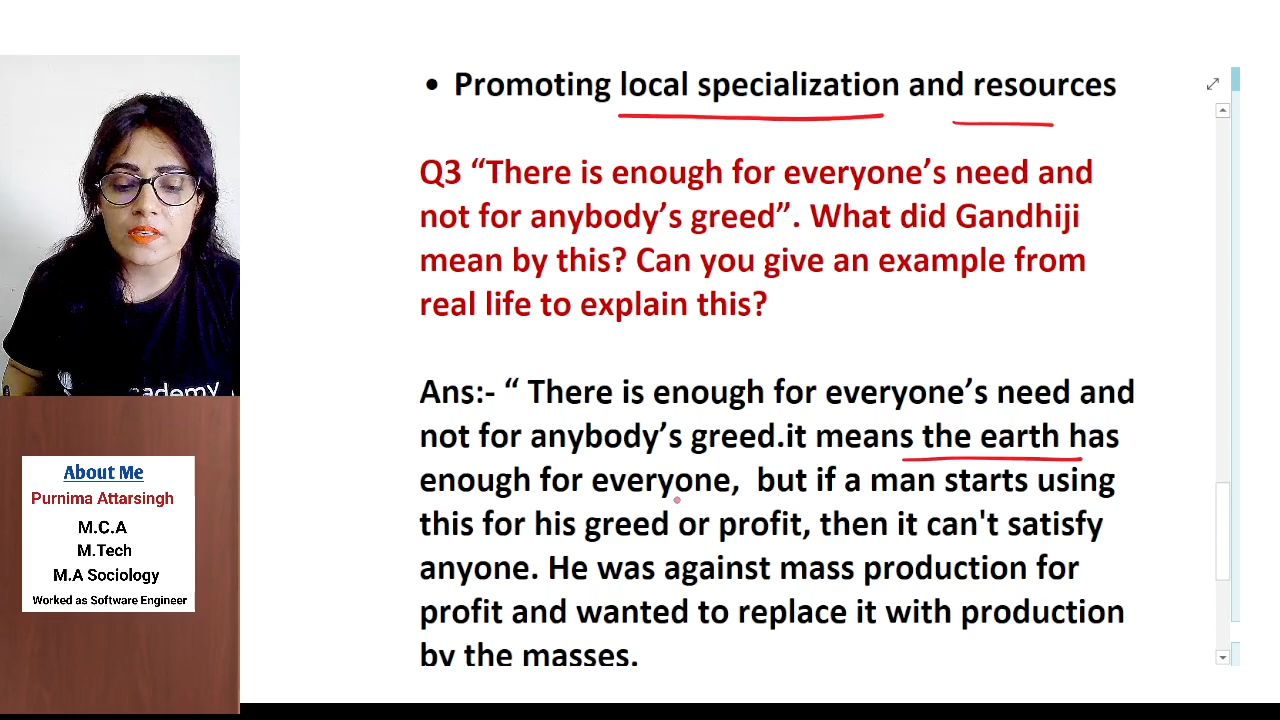 • Promoting local specialization and resources
Q3 “There is enough for everyone’s need and
not for anybody’s greed”. What did Gandhiji
mean by this? Can you give an example from
real life to explain this?
Ans:- “ There is enough for everyone’s need and
not for anybody’s greed.it means the earth has
enough for everyone,  but if a man starts using
this for his greed or profit, then it can't satisfy
anyone. He was against mass production for
profit and wanted to replace it with production
by the masses.
About Me
Purnima Attarsingh
M.C.A
M.Tech
M.A Sociology
Worked as Software Engineer